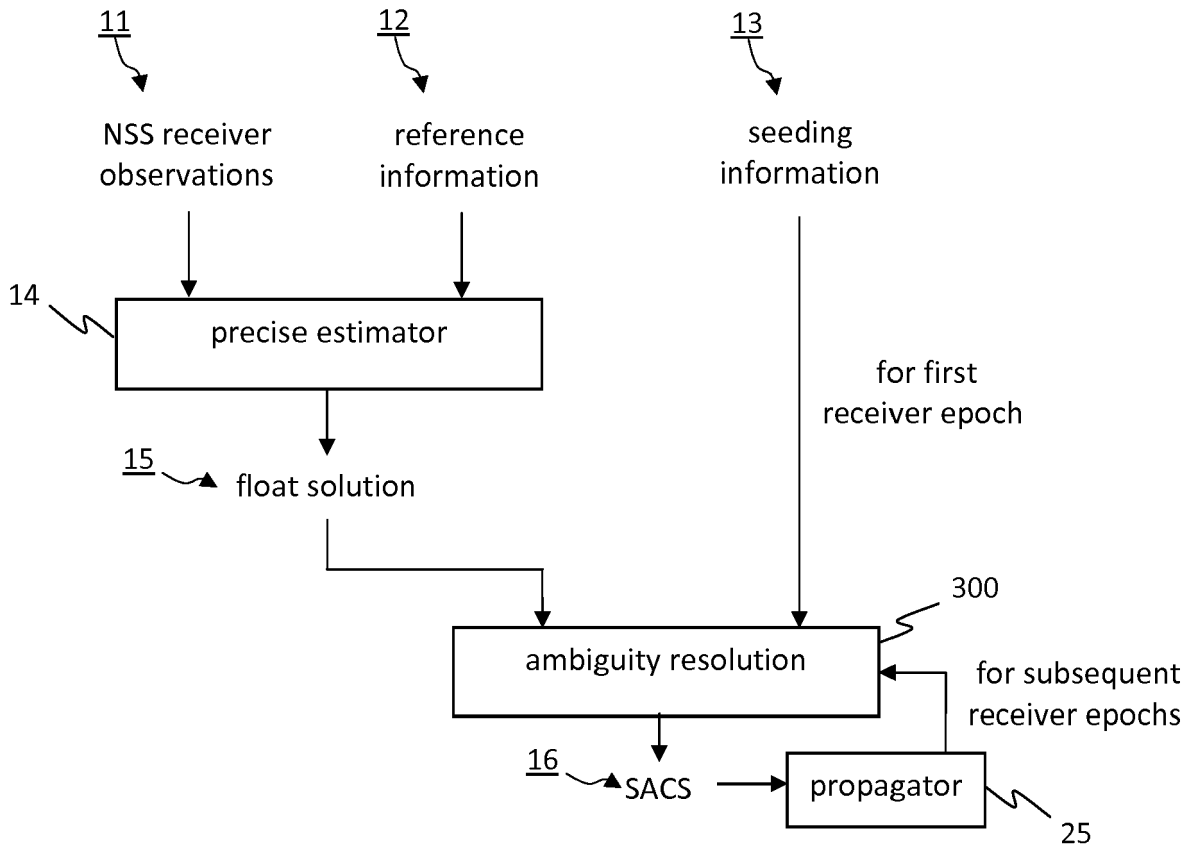 11
12
13
NSS receiver
observations
reference
information
seeding
information
14
precise estimator
for first
receiver epoch
15
float solution
300
ambiguity resolution
for subsequent
receiver epochs
16
SACS
propagator
25